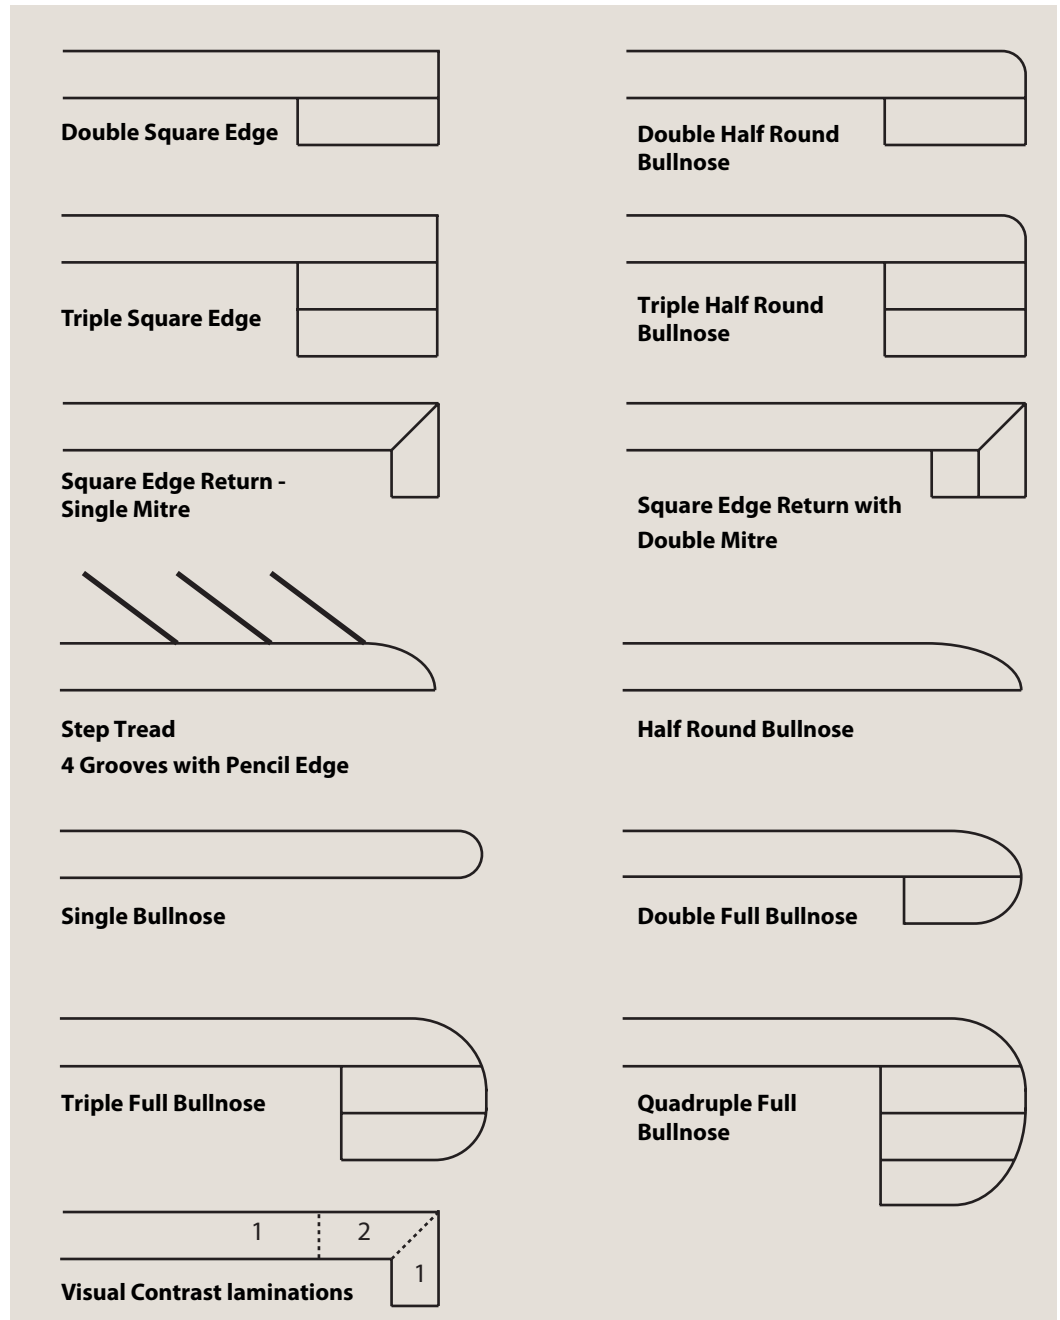 Double Square Edge
Double Half Round
Bullnose
Triple Square Edge
Triple Half Round
Bullnose
Square Edge Return -
Single Mitre
Square Edge Return with
Double Mitre
Step Tread
4 Grooves with Pencil Edge
Half Round Bullnose
Single Bullnose
Double Full Bullnose
Triple Full Bullnose
Quadruple Full
Bullnose
1 2
1
Visual Contrast laminations